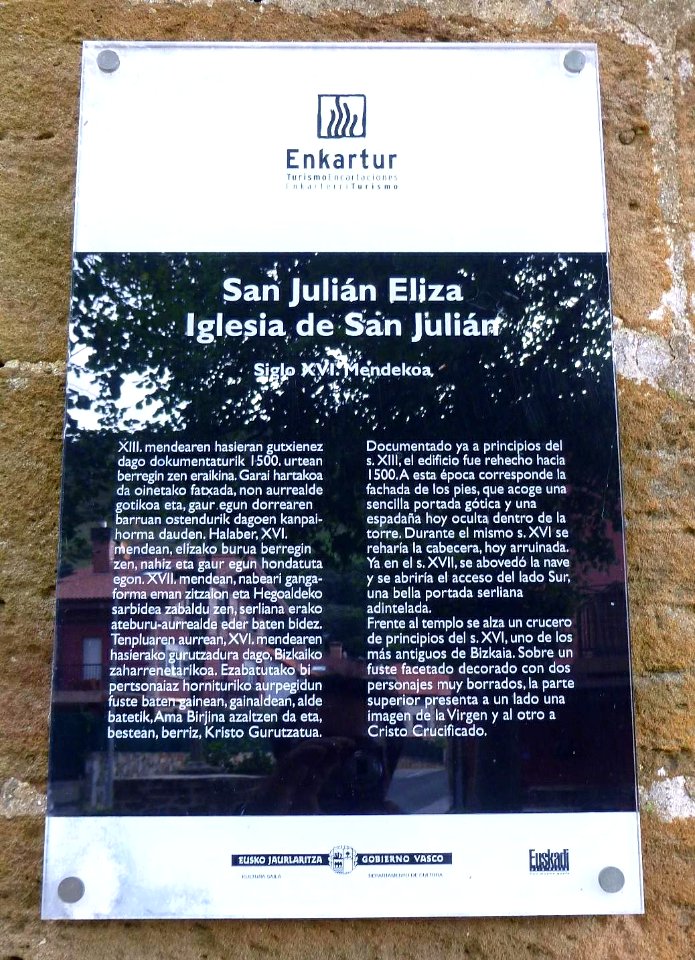 Enkartur
TurismoEncartaciones
EnkarterriTurismo
San Julián Eliza
Iglesia de San Julián
Siglo XVI. Mendekoa
XIII. mendearen hasieran gutxienez
dago dokumentaturik 1500. urtean
berregin zen eraikina. Garai hartakoa
da oinetako fatxada, non aurrealde
gotikoa eta, gaur egun dorrearen
barruan ostendurik dagoen kanpai-
horma dauden. Halaber, XVI.
mendean, elizako burua berregin
zen, nahiz eta gaur egun hondatuta
egon. XVII. mendean, nabeari ganga-
forma eman zitzaion eta Hegoaldeko
sarbidea zabaldu zen, serliana erako
ateburu-aurrealde eder baten bidez.
Tenpluaren aurrean, XVI. mendearen
hasierako gurutzadura dago, Bizkaiko
zaharrenetarikoa. Ezabatutako bi
pertsonaiaz hornituriko aurpegidun
fuste baten gainean, gainaldean, alde
batetik, Ama Birjina azaltzen da eta,
bestean, berriz, Kristo Gurutzatua.
Documentado ya a principios del
s. XIII, el edificio fue rehecho hacia
1500. A esta época corresponde la
fachada de los pies, que acoge una
sencilla portada gótica y una
espadaña hoy oculta dentro de la
torre. Durante el mismo s. XVI se
reharía la cabecera, hoy arruinada.
Ya en el s. XVII, se abovedó la nave
y se abriría el acceso del lado Sur,
una bella portada serliana
adintelada.
Frente al templo se alza un crucero
de principios del s. XVI, uno de los
más antiguos de Bizkaia. Sobre un
fuste facetado decorado con dos
personajes muy borrados, la parte
superior presenta a un lado una
imagen de la Virgen y al otro a
Cristo Crucificado.
EUSKO JAURLARITZA GOBIERNO VASCO
KULTURA SAILA DEPARTAMENTO DE CULTURA
Euskadi